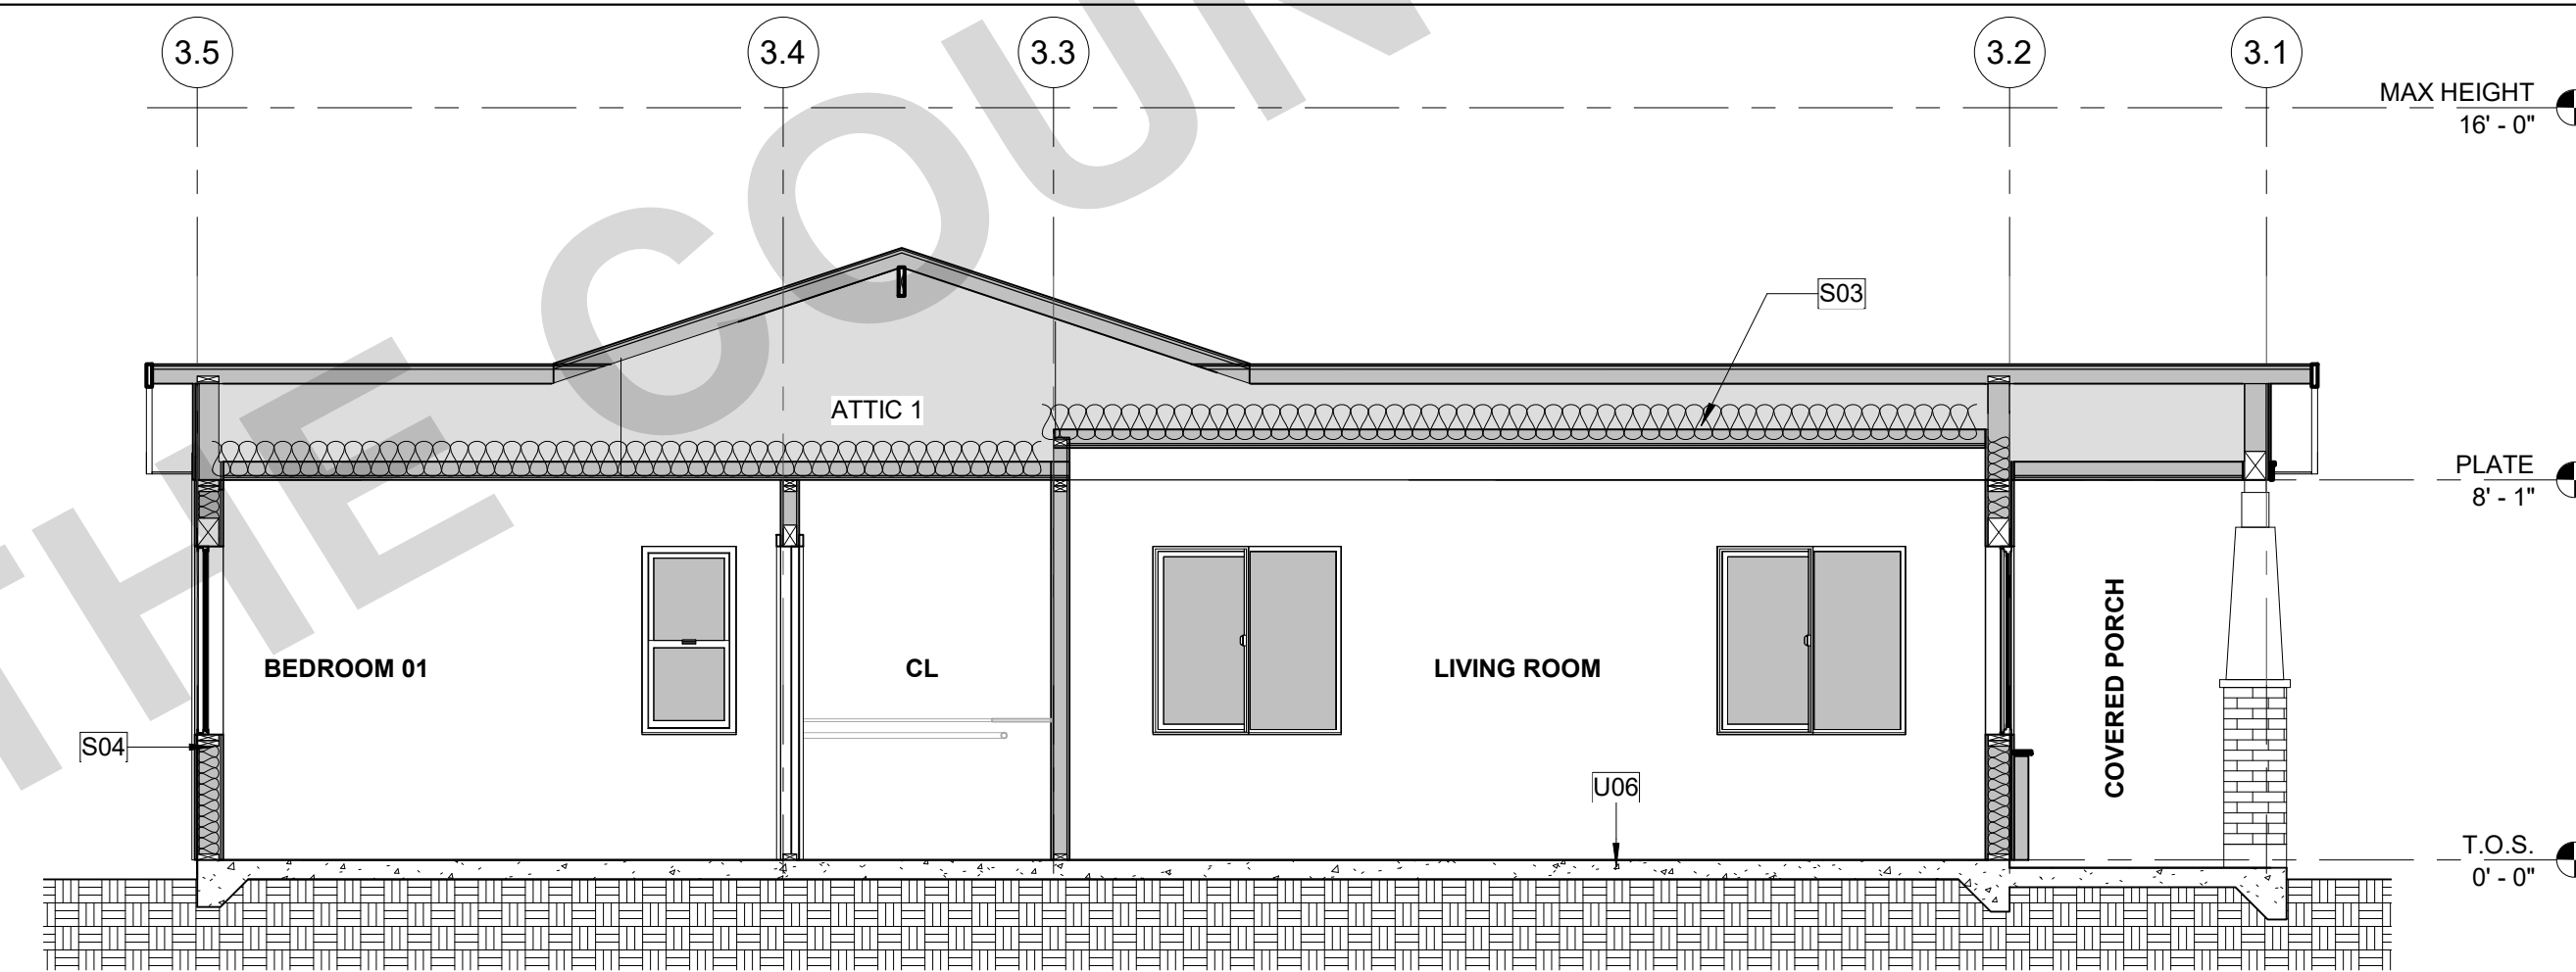 3.5
3.4
3.3
3.2
3.1
MAX HEIGHT
16' - 0"
S03
ATTIC 1
PLATE
8' - 1"
BEDROOM 01
CL
LIVING ROOM
COVERED PORCH
S04
U06
T.O.S.
0' - 0"
THE COUN